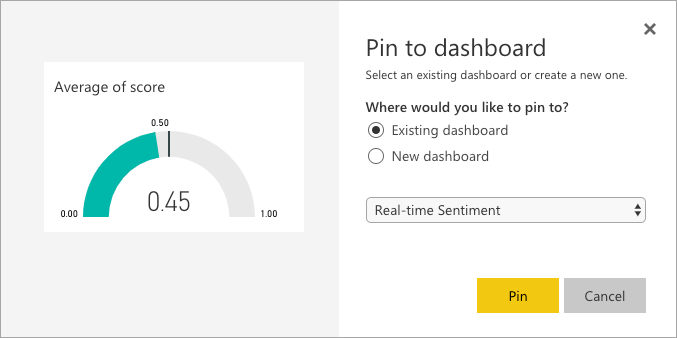 Average of score
0.50
0.45
0.00
1.00
Pin to dashboard
Select an existing dashboard or create a new one.
Where would you like to pin to?
Existing dashboard
New dashboard
Real-time Sentiment
Pin
Cancel